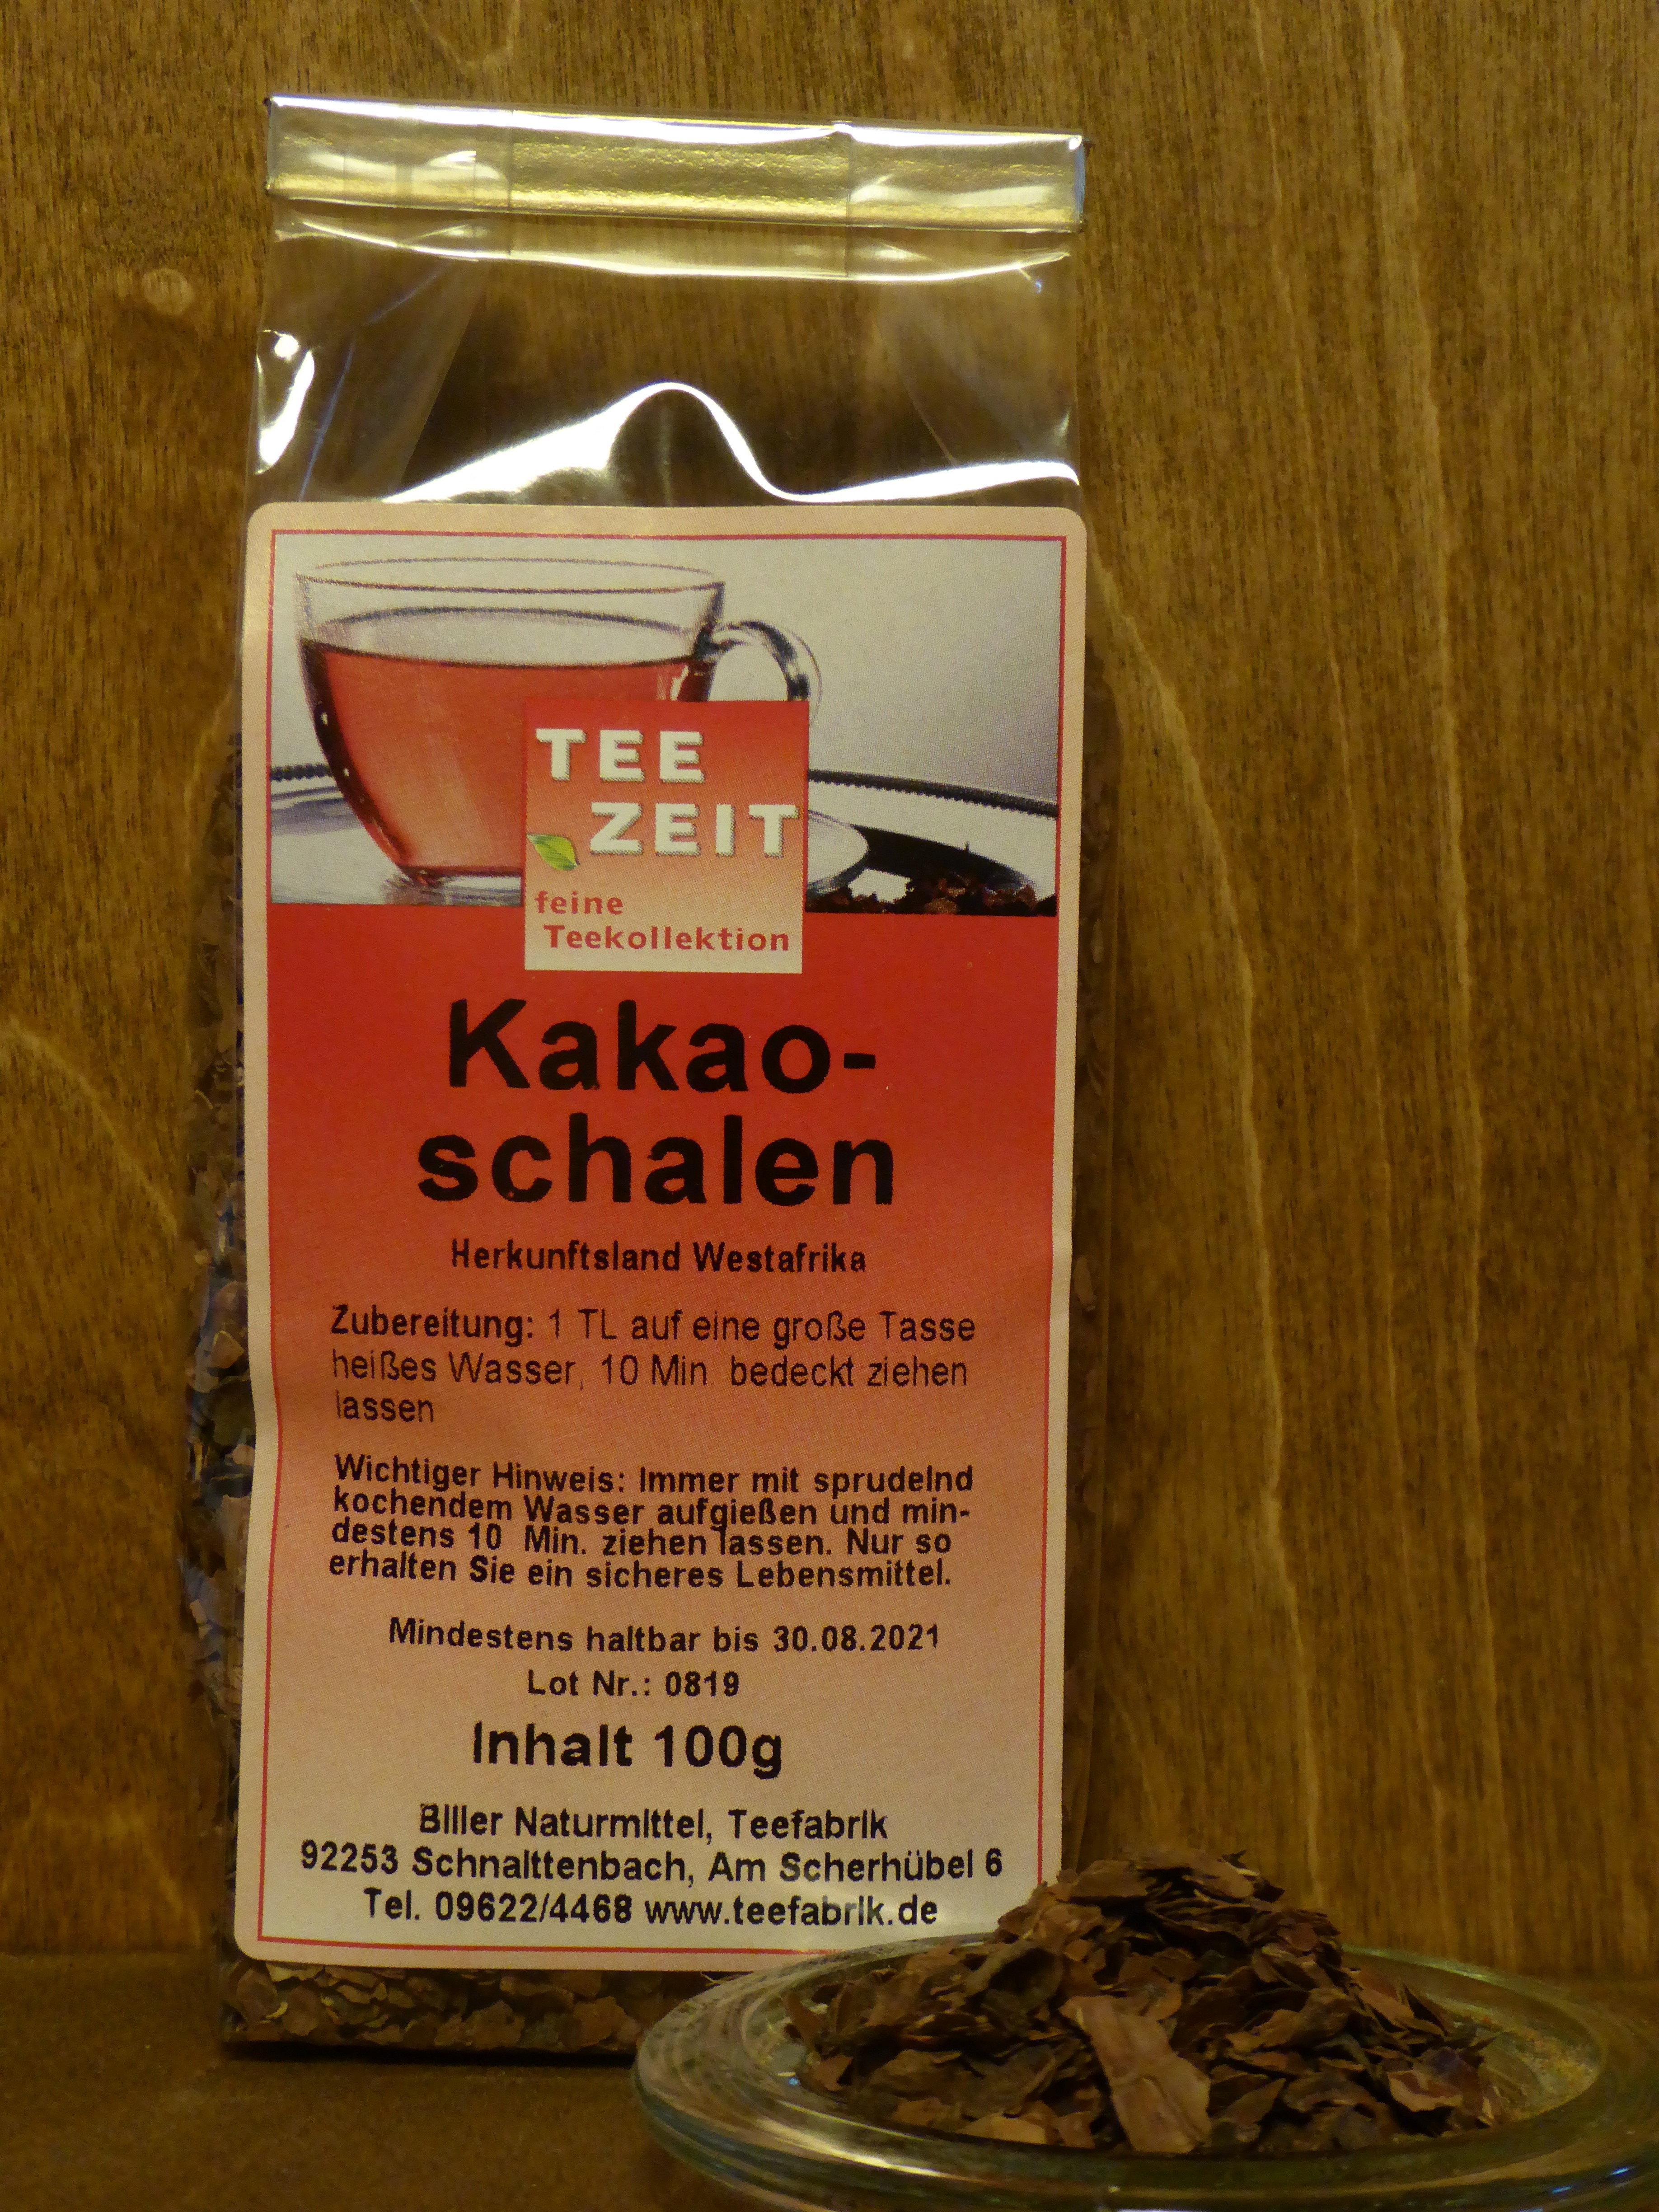 TEE
ZEIT
feine
Teekollektion
Kakao-
schalen
Herkunftsland Westafrika
Zubereitung: 1 TL auf eine große Tasse
heißes Wasser, 10 Min. bedeckt ziehen
lassen
Wichtiger Hinweis: Immer mit sprudelnd
kochendem Wasser aufgießen und min-
destens 10 Min. ziehen lassen. Nur so
erhalten Sie ein sicheres Lebensmittel.
Mindestens haltbar bis 30.08.2021
Lot Nr.: 0819
Inhalt 100g
Biller Naturmittel, Teefabrik
92253 Schnaittenbach, Am Scherhübel 6
Tel. 09622/4468 www.teefabrik.de